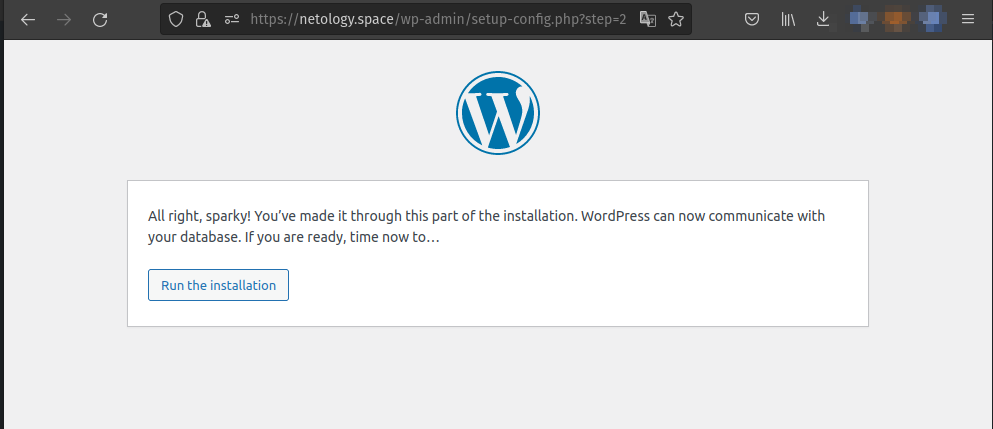 https://netology.space/wp-admin/setup-config.php?step=2
All right, sparky! You’ve made it through this part of the installation. WordPress can now communicate with
your database. If you are ready, time now to…
Run the installation